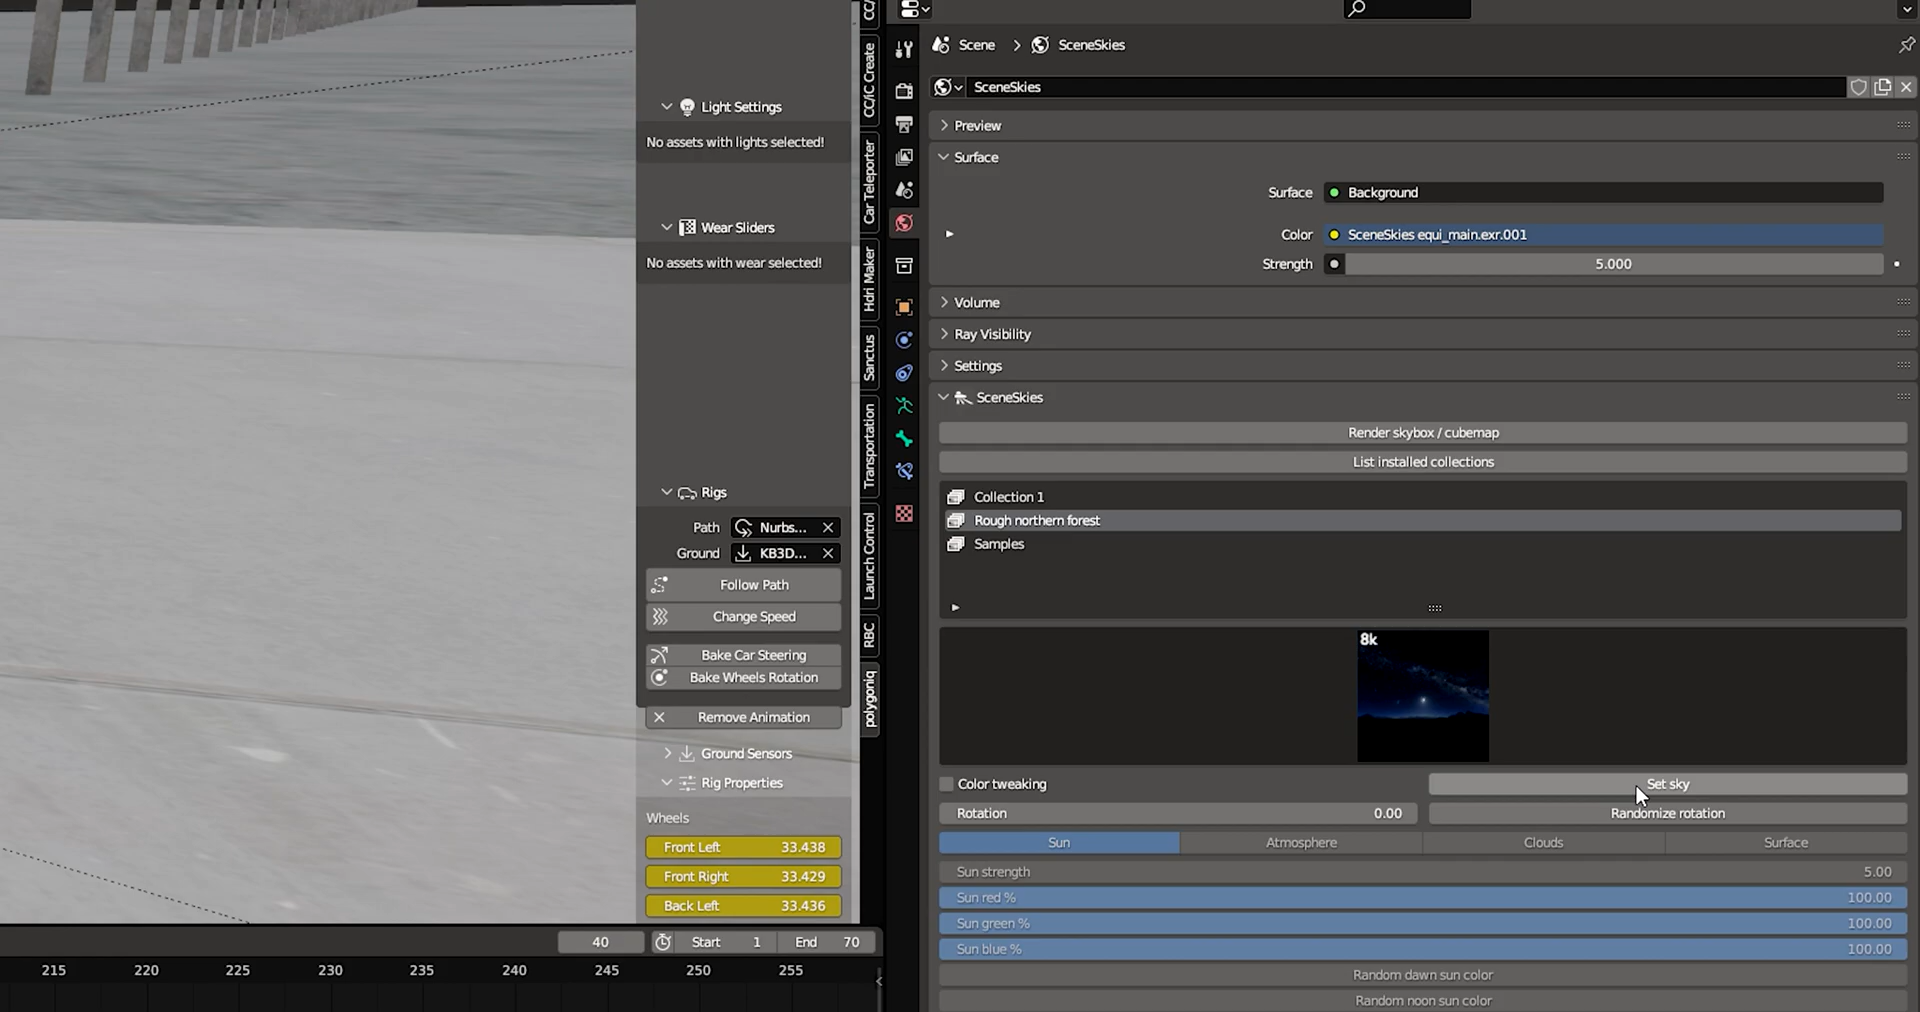 Light Settings
No assets with lights selected!
Wear Sliders
No assets with wear selected!
Rigs
Path Nurbs...
Ground KB3D...
Follow Path
Change Speed
Bake Car Steering
Bake Wheels Rotation
Remove Animation
Ground Sensors
Rig Properties
Wheels
Front Left 33.438
Front Right 33.429
Back Left 33.436
40 Start 1 End 70
215 220 225 230 235 240 245 250 255
CC/iC Create
Car Teleporter
Hdri Maker
Sanctus
Transportation
Launch Control
RBC
polygoniq
Scene SceneSkies
SceneSkies
Preview
Surface
Surface Background
Color SceneSkies equi_main.exr.001
Strength 5.000
Volume
Ray Visibility
Settings
SceneSkies
Render skybox / cubemap
List installed collections
Collection 1
Rough northern forest
Samples
8k
Color tweaking Set sky
Rotation 0.00 Randomize rotation
Sun Atmosphere Clouds Surface
Sun strength 5.00
Sun red % 100.00
Sun green % 100.00
Sun blue % 100.00
Random dawn sun color
Random noon sun color